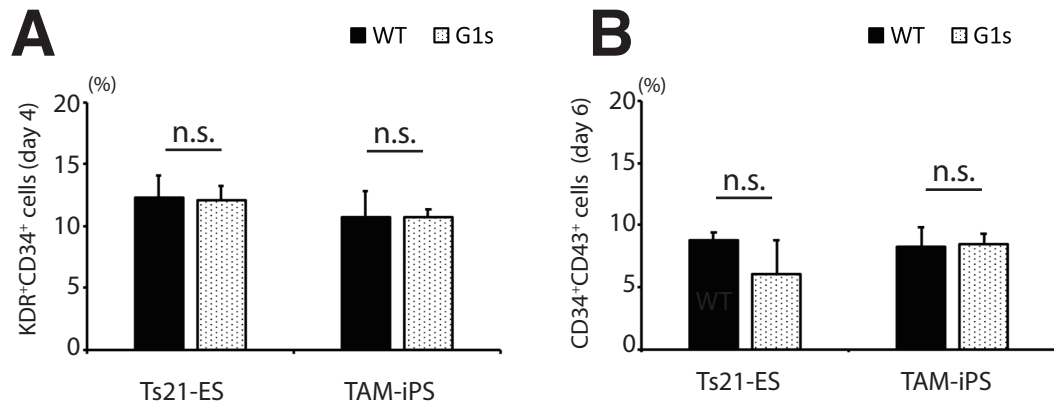 A
WT G1s
(%)
KDR+CD34+ cells (day 4)
20
15
10
5
0
n.s.
n.s.
Ts21-ES
TAM-iPS
B
WT G1s
(%)
CD34+CD43+ cells (day 6)
20
15
10
5
0
n.s.
n.s.
WT
Ts21-ES
TAM-iPS